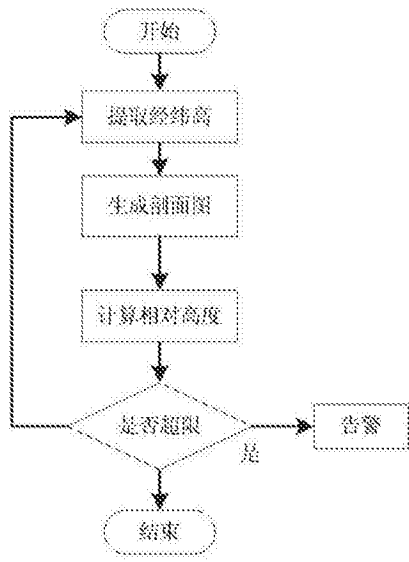 开始
提取经纬高
生成剖面图
计算相对高度
是否超限
告警
是
结束